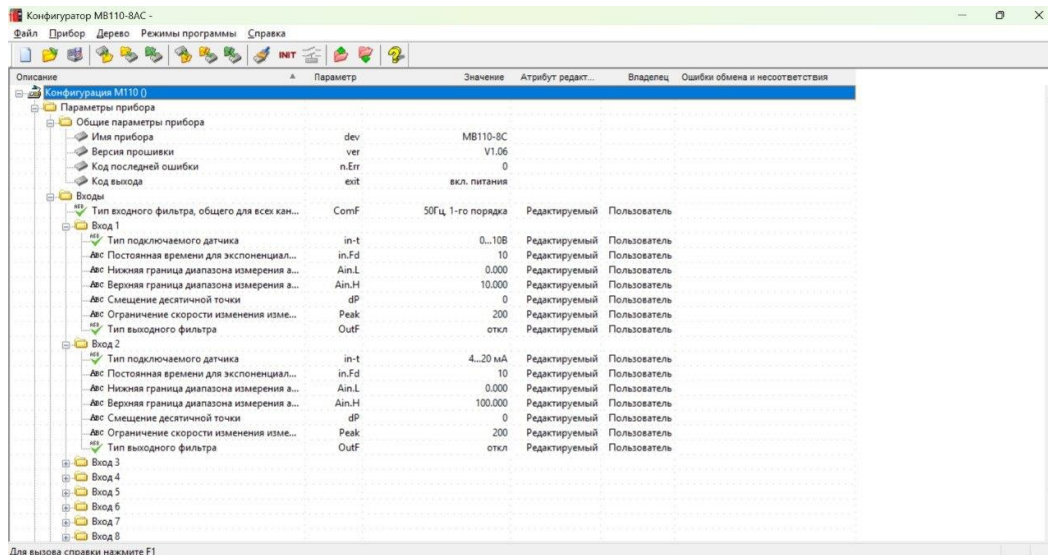 Конфигуратор МВ110-8АС -
Файл Прибор Дерево Режимы программы Справка
INIT
Описание Параметр Значение Атрибут редакт... Владелец Ошибки обмена и несоответствия
Конфигурация М110 ()
Параметры прибора
Общие параметры прибора
Имя прибора dev МВ110-8С
Версия прошивки ver V1.06
Код последней ошибки n.Err 0
Код выхода exit вкл. питания
Входы
Тип входного фильтра, общего для всех кан... ComF 50Гц, 1-го порядка Редактируемый Пользователь
Вход 1
Тип подключаемого датчика in-t 0...10В Редактируемый Пользователь
Постоянная времени для экспоненциал... in.Fd 10 Редактируемый Пользователь
Нижняя граница диапазона измерения а... Ain.L 0.000 Редактируемый Пользователь
Верхняя граница диапазона измерения а... Ain.H 10.000 Редактируемый Пользователь
Смещение десятичной точки dP 0 Редактируемый Пользователь
Ограничение скорости изменения изме... Peak 200 Редактируемый Пользователь
Тип выходного фильтра OutF откл Редактируемый Пользователь
Вход 2
Тип подключаемого датчика in-t 4...20 мА Редактируемый Пользователь
Постоянная времени для экспоненциал... in.Fd 10 Редактируемый Пользователь
Нижняя граница диапазона измерения а... Ain.L 0.000 Редактируемый Пользователь
Верхняя граница диапазона измерения а... Ain.H 100.000 Редактируемый Пользователь
Смещение десятичной точки dP 0 Редактируемый Пользователь
Ограничение скорости изменения изме... Peak 200 Редактируемый Пользователь
Тип выходного фильтра OutF откл Редактируемый Пользователь
Вход 3
Вход 4
Вход 5
Вход 6
Вход 7
Вход 8
Для вызова справки нажмите F1